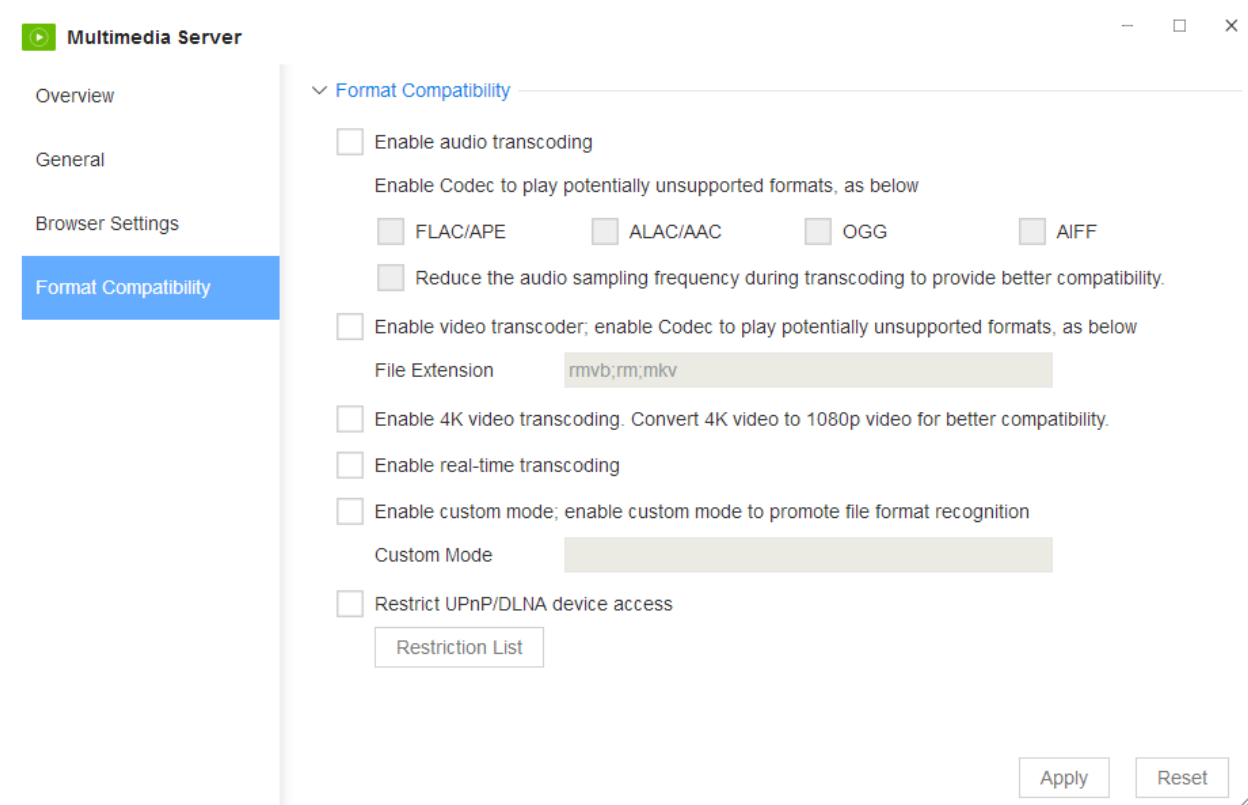 Multimedia Server
Overview
General
Browser Settings
Format Compatibility
Format Compatibility
Enable audio transcoding
Enable Codec to play potentially unsupported formats, as below
FLAC/APE ALAC/AAC OGG AIFF
Reduce the audio sampling frequency during transcoding to provide better compatibility.
Enable video transcoder; enable Codec to play potentially unsupported formats, as below
File Extension rmvb;rm;mkv
Enable 4K video transcoding. Convert 4K video to 1080p video for better compatibility.
Enable real-time transcoding
Enable custom mode; enable custom mode to promote file format recognition
Custom Mode
Restrict UPnP/DLNA device access
Restriction List
Apply Reset